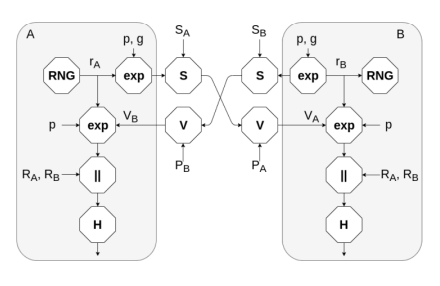 A S_A S_B B
p, g p, g
RNG r_A exp S S exp r_B RNG
p exp V_B V V V_A exp p
P_B P_A
R_A, R_B || || R_A, R_B
H H